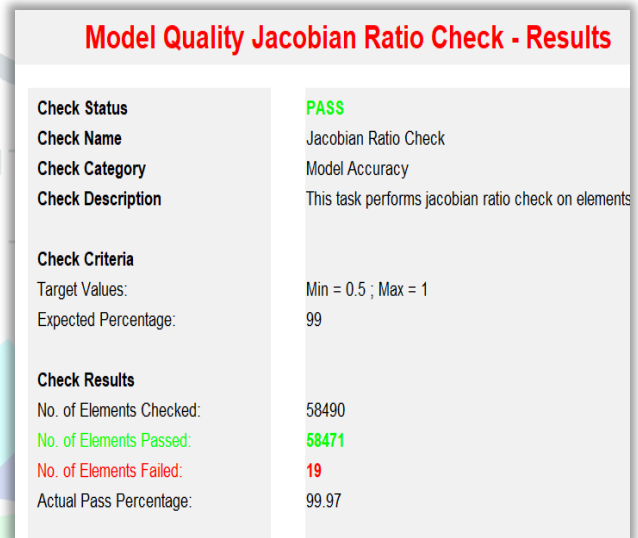 Model Quality Jacobian Ratio Check - Results
Check Status PASS
Check Name Jacobian Ratio Check
Check Category Model Accuracy
Check Description This task performs jacobian ratio check on elements
Check Criteria
Target Values: Min = 0.5 ; Max = 1
Expected Percentage: 99
Check Results
No. of Elements Checked: 58490
No. of Elements Passed: 58471
No. of Elements Failed: 19
Actual Pass Percentage: 99.97